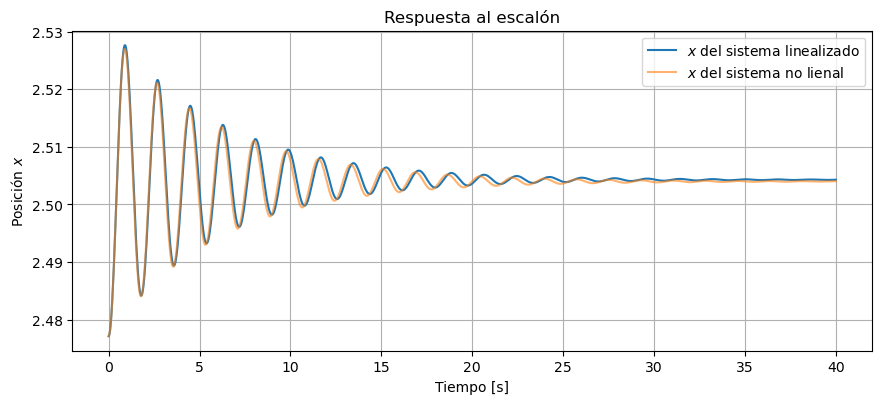 Respuesta al escalón
x del sistema linealizado
x del sistema no lienal
Posición x
2.53
2.52
2.51
2.50
2.49
2.48
0 5 10 15 20 25 30 35 40
Tiempo [s]